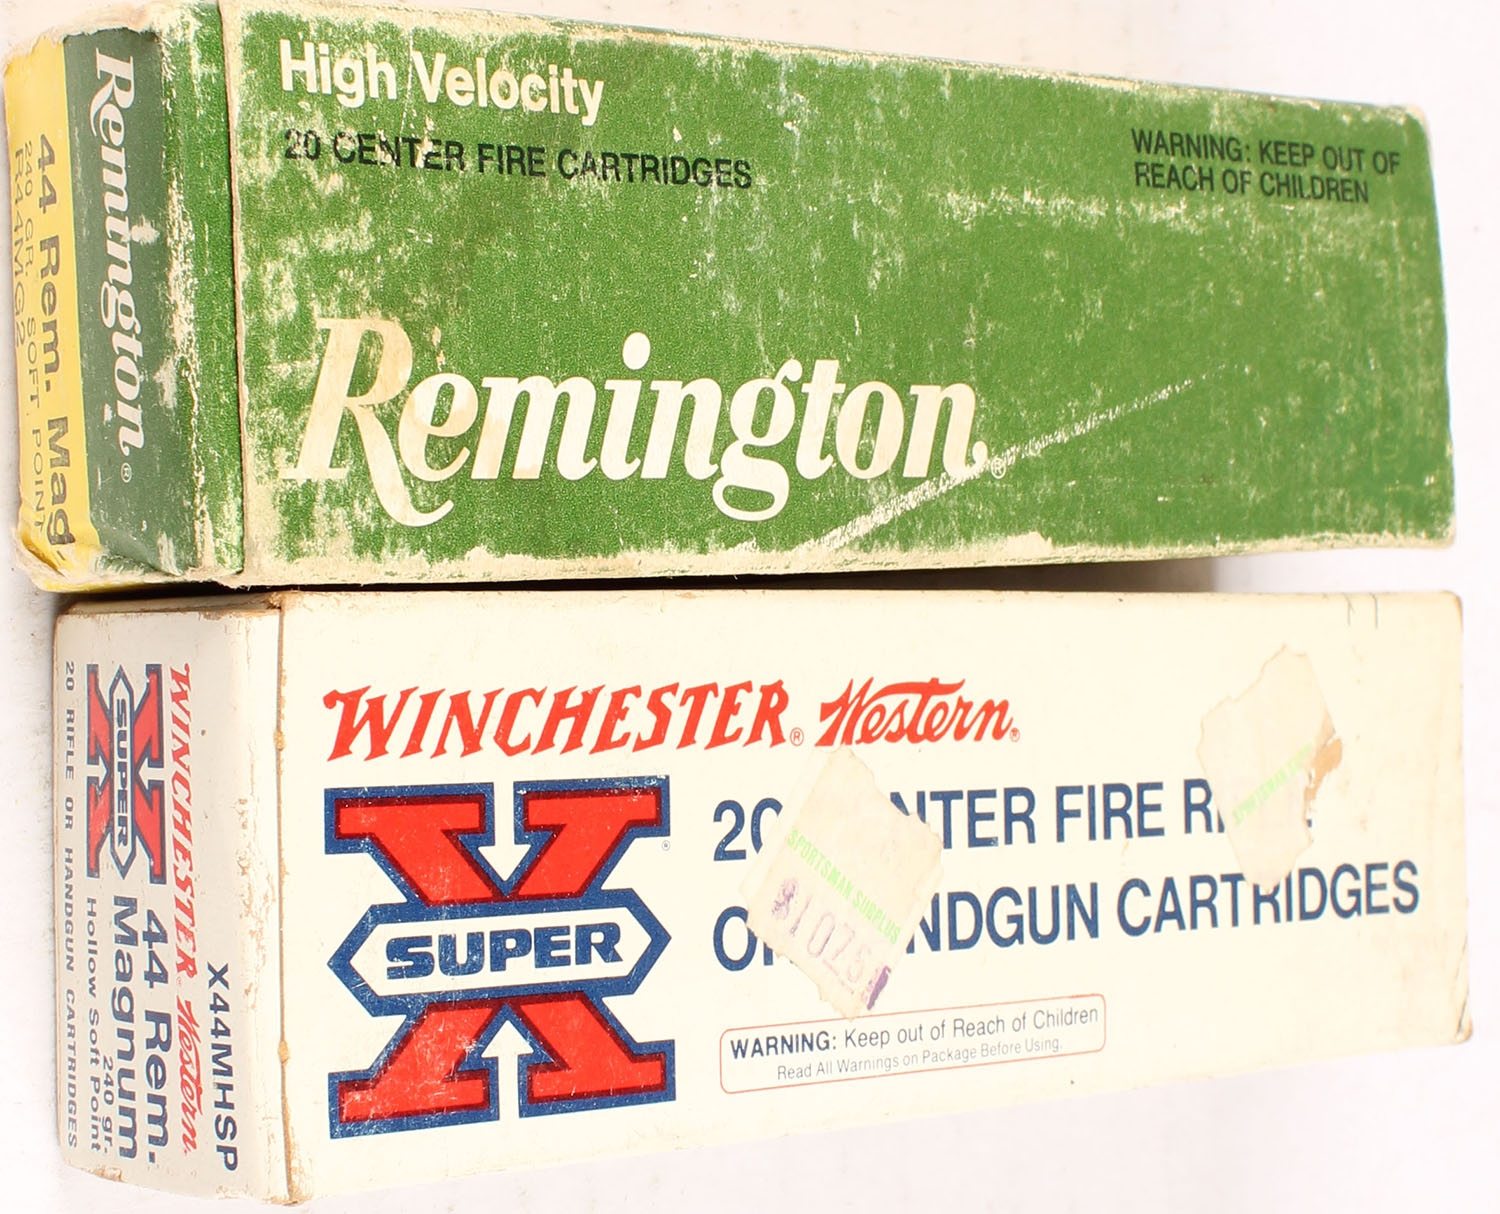 High Velocity
20 CENTER FIRE CARTRIDGES
WARNING: KEEP OUT OF
REACH OF CHILDREN
Remington®
Remington®
44 Rem. Mag.
240 GR. SOFT POINT
R44MG2
WINCHESTER® Western®
X SUPER X ®
20 NTER FIRE
NDGUN CARTRIDGES
SPORTSMAN SURPLUS
$10.75
WARNING: Keep out of Reach of Children
Read All Warnings on Package Before Using.
X44MHSP
WINCHESTER® Western®
X SUPER X
44 Rem.
Magnum
240 gr.
Hollow Soft Point
20 RIFLE OR HANDGUN CARTRIDGES